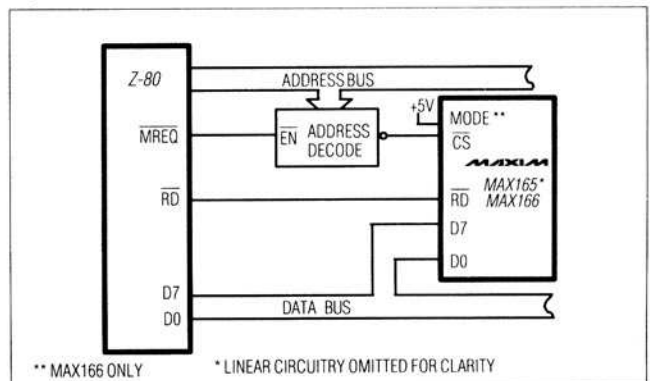 Z-80
ADDRESS BUS
+5V
MODE **
MREQ
EN ADDRESS
DECODE
CS
MAXIM
MAX165*
MAX166
RD
RD
D7
D0
D7
D0
DATA BUS
** MAX166 ONLY
* LINEAR CIRCUITRY OMITTED FOR CLARITY